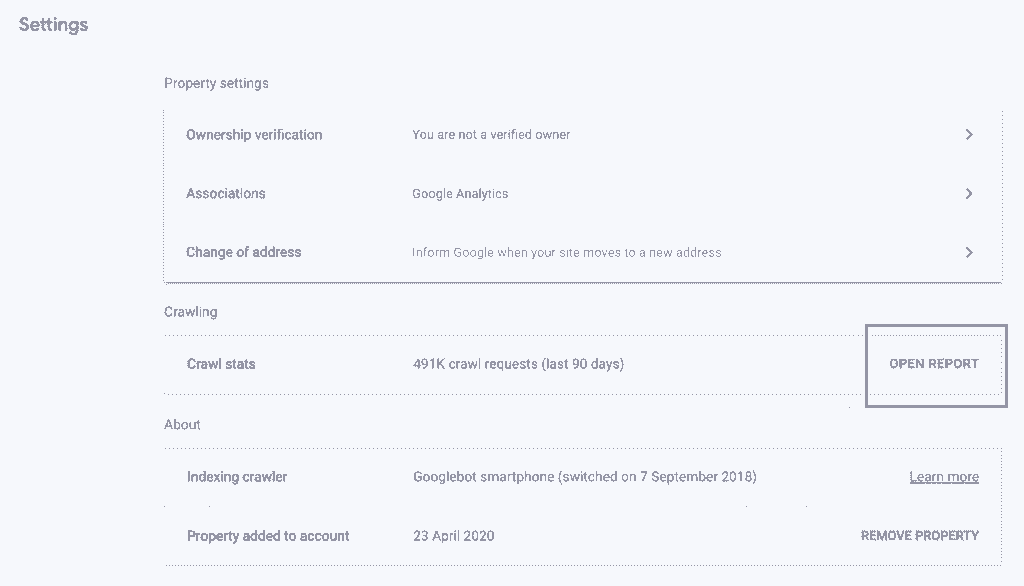 Settings
Property settings
Ownership verification You are not a verified owner
Associations Google Analytics
Change of address Inform Google when your site moves to a new address
Crawling
Crawl stats 491K crawl requests (last 90 days) OPEN REPORT
About
Indexing crawler Googlebot smartphone (switched on 7 September 2018) Learn more
Property added to account 23 April 2020 REMOVE PROPERTY